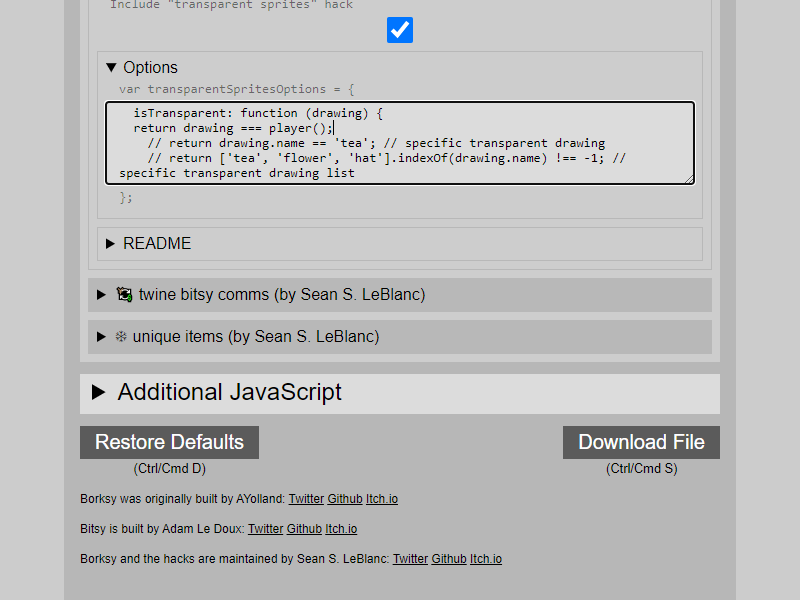 Include "transparent sprites" hack
▼ Options
var transparentSpritesOptions = {
isTransparent: function (drawing) {
return drawing === player();
// return drawing.name == 'tea'; // specific transparent drawing
// return ['tea', 'flower', 'hat'].indexOf(drawing.name) !== -1; //
specific transparent drawing list
};
▶ README
▶ twine bitsy comms (by Sean S. LeBlanc)
▶ ❄ unique items (by Sean S. LeBlanc)
▶ Additional JavaScript
Restore Defaults Download File
(Ctrl/Cmd D) (Ctrl/Cmd S)
Borksy was originally built by AYolland: Twitter Github Itch.io
Bitsy is built by Adam Le Doux: Twitter Github Itch.io
Borksy and the hacks are maintained by Sean S. LeBlanc: Twitter Github Itch.io